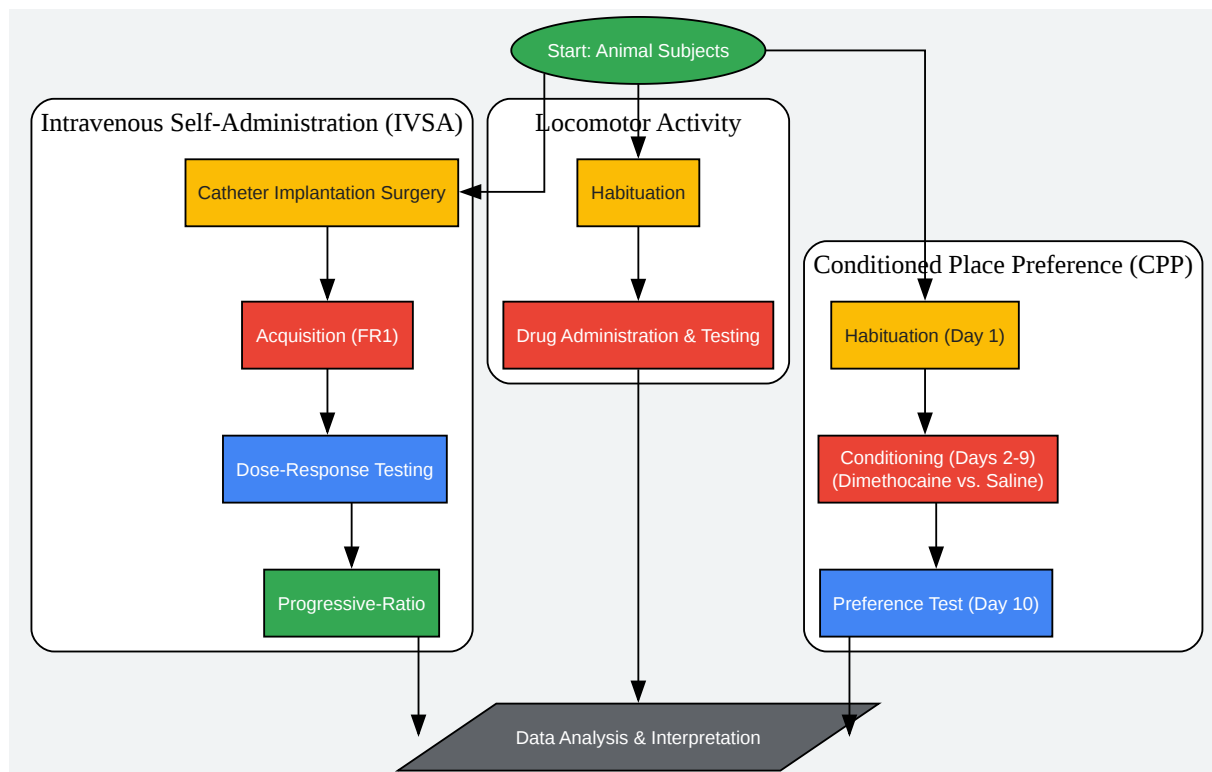 Start: Animal Subjects
Intravenous Self-Administration (IVSA)
Catheter Implantation Surgery
Acquisition (FR1)
Dose-Response Testing
Progressive-Ratio
Locomotor Activity
Habituation
Drug Administration & Testing
Conditioned Place Preference (CPP)
Habituation (Day 1)
Conditioning (Days 2-9)
(Dimethocaine vs. Saline)
Preference Test (Day 10)
Data Analysis & Interpretation